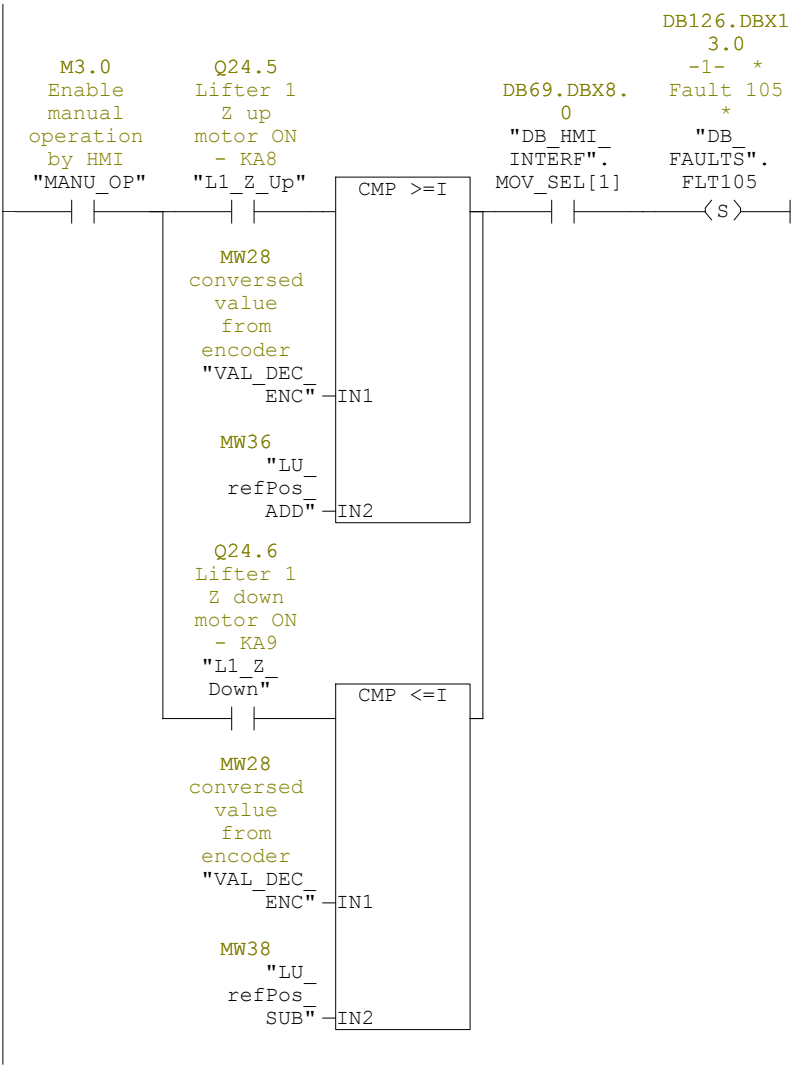 M3.0
Enable
manual
operation
by HMI
"MANU_OP"
Q24.5
Lifter 1
Z up
motor ON
- KA8
"L1_Z_Up"
CMP >=I
MW28
conversed
value
from
encoder
"VAL_DEC_
ENC"
IN1
MW36
"LU_
refPos_
ADD"
IN2
DB69.DBX8.
0
"DB_HMI_
INTERF".
MOV_SEL[1]
DB126.DBX1
3.0
-1-  *
Fault 105
*
"DB_
FAULTS".
FLT105
S
Q24.6
Lifter 1
Z down
motor ON
- KA9
"L1_Z_
Down"
CMP <=I
MW28
conversed
value
from
encoder
"VAL_DEC_
ENC"
IN1
MW38
"LU_
refPos_
SUB"
IN2